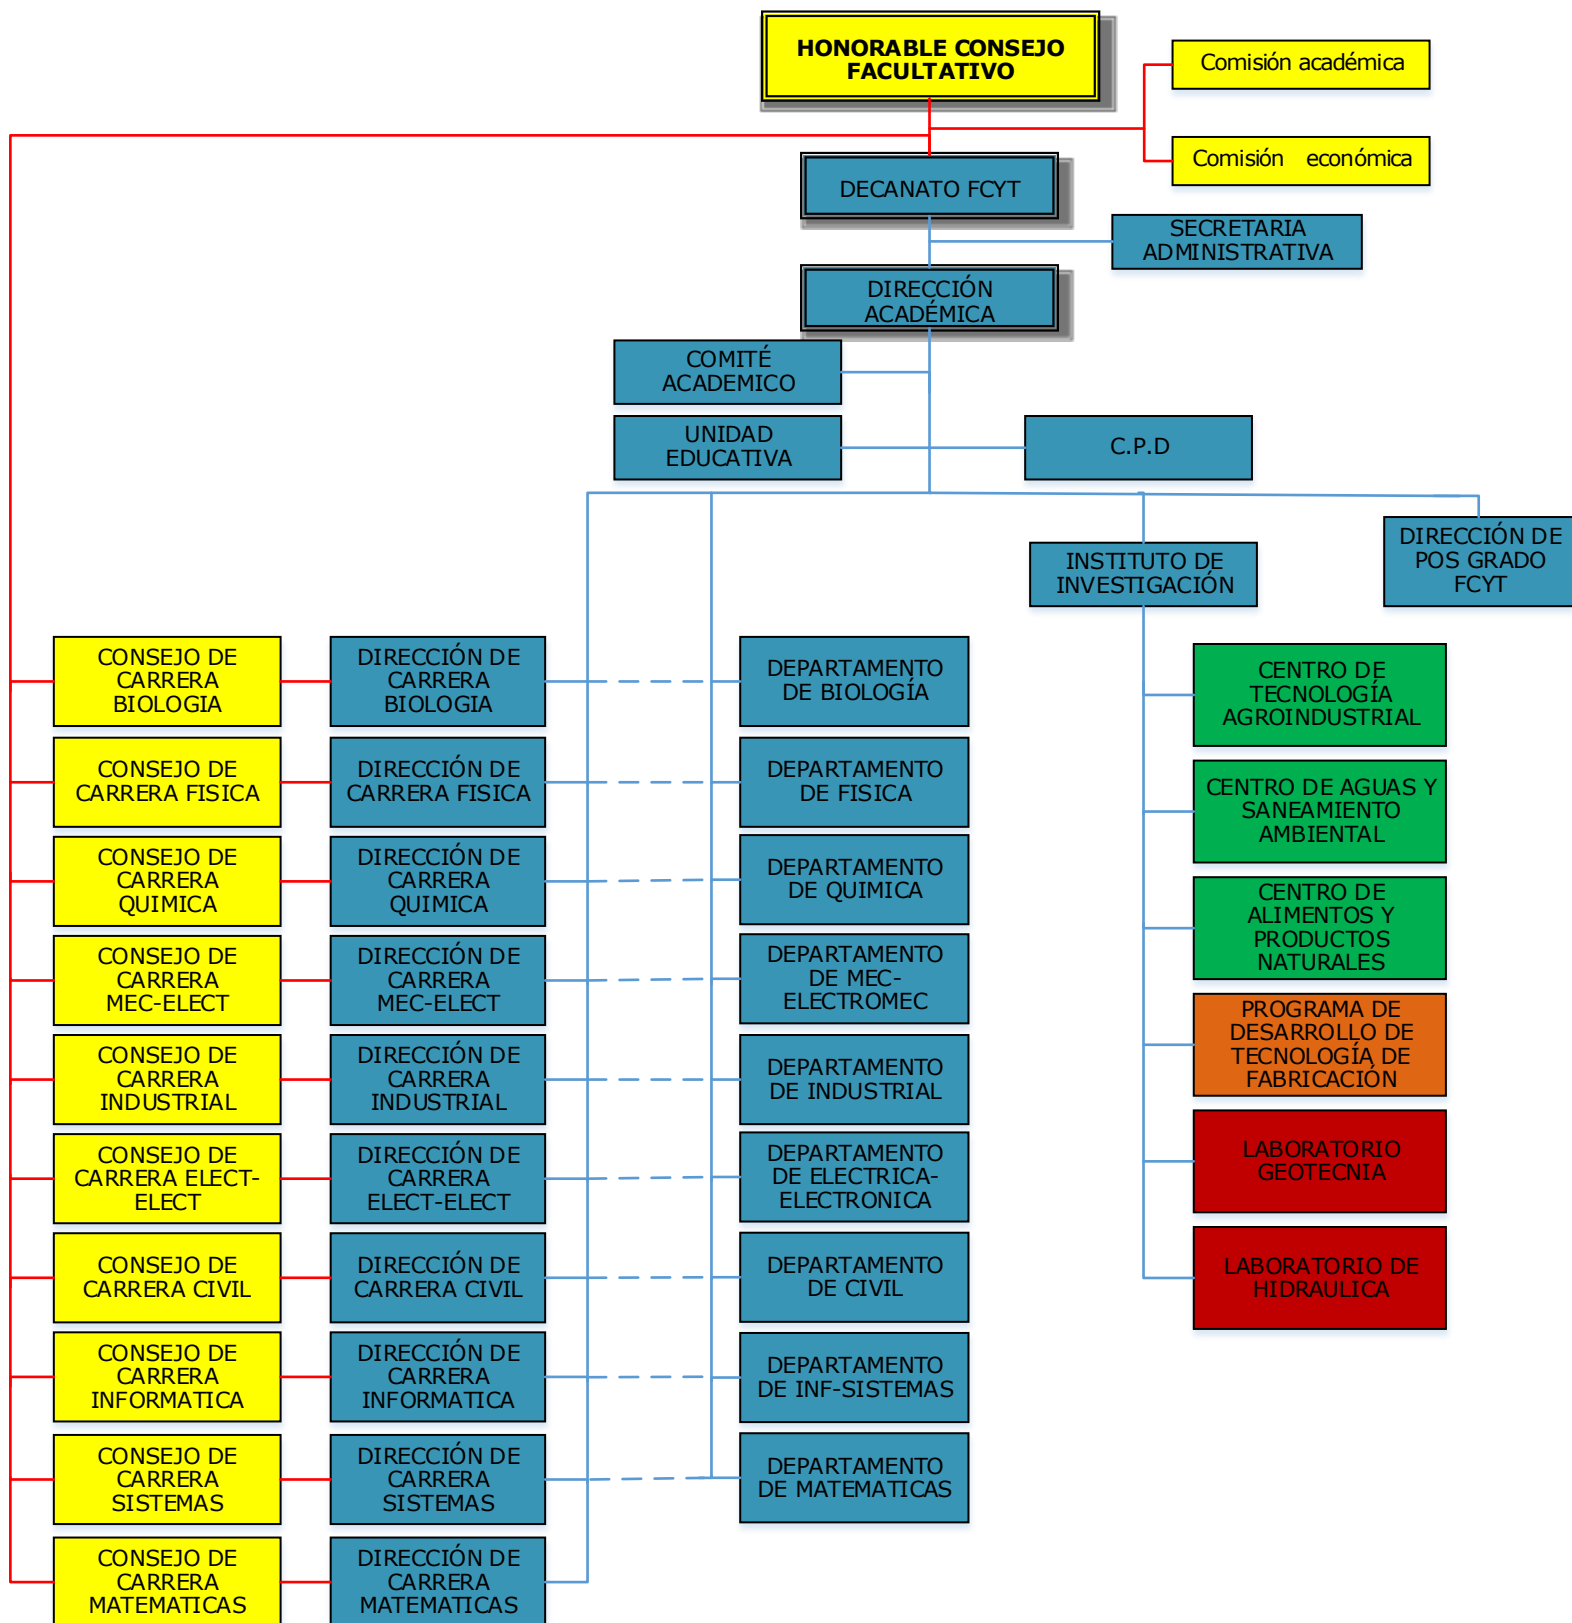 HONORABLE CONSEJO
FACULTATIVO
Comisión académica
Comisión económica
DECANATO FCYT
SECRETARIA
ADMINISTRATIVA
DIRECCIÓN
ACADÉMICA
COMITÉ
ACADEMICO
UNIDAD
EDUCATIVA
C.P.D
DIRECCIÓN DE
POS GRADO
FCYT
INSTITUTO DE
INVESTIGACIÓN
CONSEJO DE
CARRERA
BIOLOGIA
DIRECCIÓN DE
CARRERA
BIOLOGIA
DEPARTAMENTO
DE BIOLOGÍA
CENTRO DE
TECNOLOGÍA
AGROINDUSTRIAL
CONSEJO DE
CARRERA FISICA
DIRECCIÓN DE
CARRERA FISICA
DEPARTAMENTO
DE FISICA
CENTRO DE AGUAS Y
SANEAMIENTO
AMBIENTAL
CONSEJO DE
CARRERA
QUIMICA
DIRECCIÓN DE
CARRERA
QUIMICA
DEPARTAMENTO
DE QUIMICA
CENTRO DE
ALIMENTOS Y
PRODUCTOS
NATURALES
CONSEJO DE
CARRERA
MEC-ELECT
DIRECCIÓN DE
CARRERA
MEC-ELECT
DEPARTAMENTO
DE MEC-
ELECTROMEC
PROGRAMA DE
DESARROLLO DE
TECNOLOGÍA DE
FABRICACIÓN
CONSEJO DE
CARRERA
INDUSTRIAL
DIRECCIÓN DE
CARRERA
INDUSTRIAL
DEPARTAMENTO
DE INDUSTRIAL
LABORATORIO
GEOTECNIA
CONSEJO DE
CARRERA ELECT-
ELECT
DIRECCIÓN DE
CARRERA
ELECT-ELECT
DEPARTAMENTO
DE ELECTRICA-
ELECTRONICA
LABORATORIO DE
HIDRAULICA
CONSEJO DE
CARRERA CIVIL
DIRECCIÓN DE
CARRERA CIVIL
DEPARTAMENTO
DE CIVIL
CONSEJO DE
CARRERA
INFORMATICA
DIRECCIÓN DE
CARRERA
INFORMATICA
DEPARTAMENTO
DE INF-SISTEMAS
CONSEJO DE
CARRERA
SISTEMAS
DIRECCIÓN DE
CARRERA
SISTEMAS
DEPARTAMENTO
DE MATEMATICAS
CONSEJO DE
CARRERA
MATEMATICAS
DIRECCIÓN DE
CARRERA
MATEMATICAS